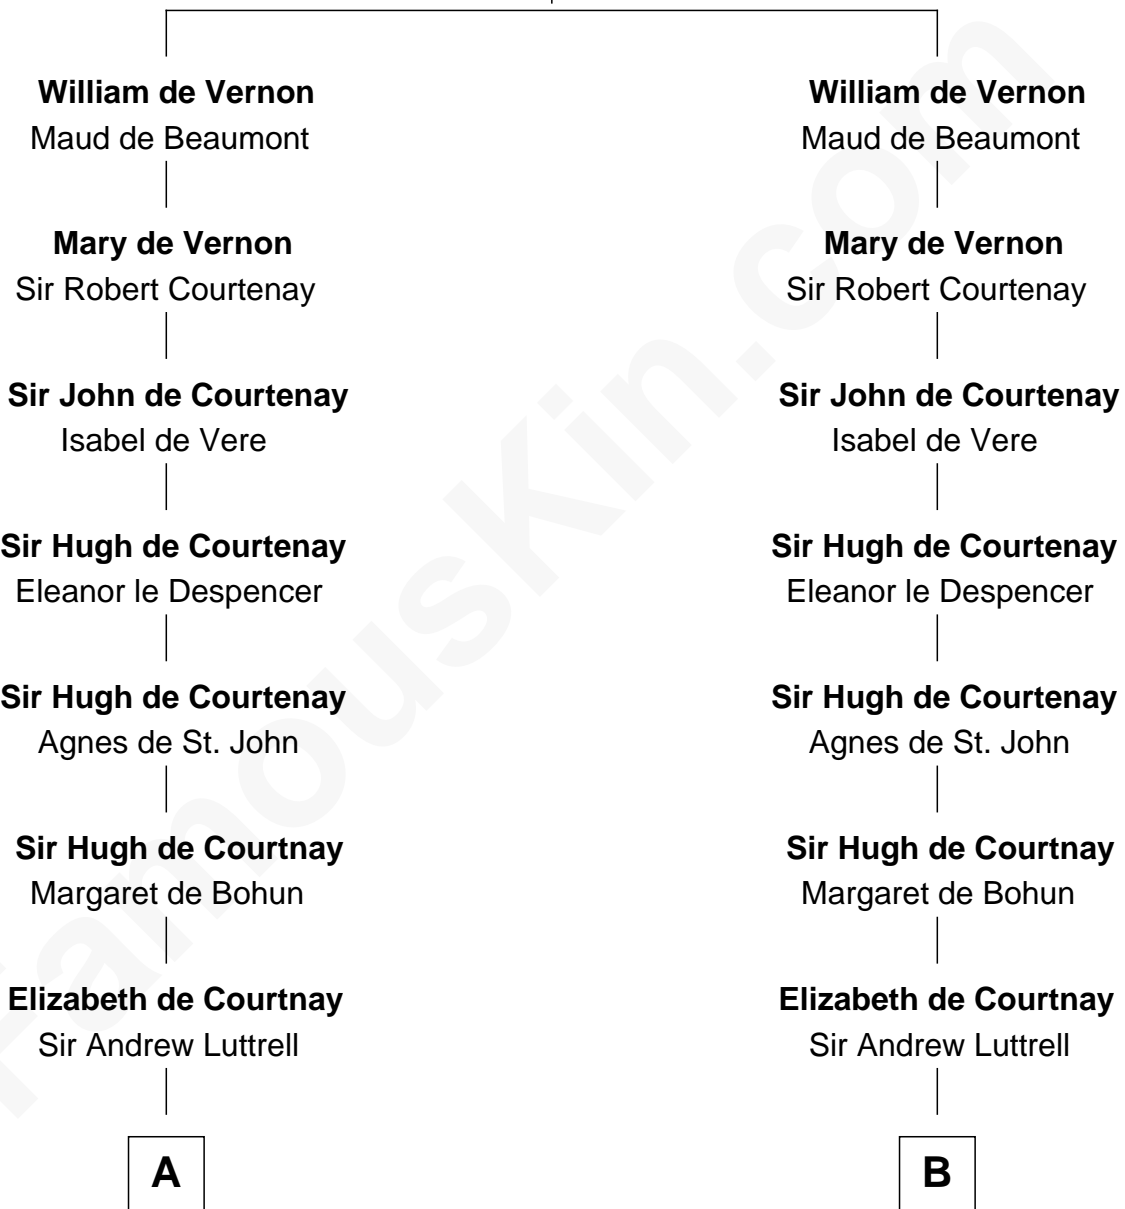 William de Vernon
Maud de Beaumont
Mary de Vernon
Sir Robert Courtenay
Sir John de Courtenay
Isabel de Vere
Sir Hugh de Courtenay
Eleanor le Despencer
Sir Hugh de Courtenay
Agnes de St. John
Sir Hugh de Courtnay
Margaret de Bohun
Elizabeth de Courtnay
Sir Andrew Luttrell
A
William de Vernon
Maud de Beaumont
Mary de Vernon
Sir Robert Courtenay
Sir John de Courtenay
Isabel de Vere
Sir Hugh de Courtenay
Eleanor le Despencer
Sir Hugh de Courtenay
Agnes de St. John
Sir Hugh de Courtnay
Margaret de Bohun
Elizabeth de Courtnay
Sir Andrew Luttrell
B
FamousKin.com